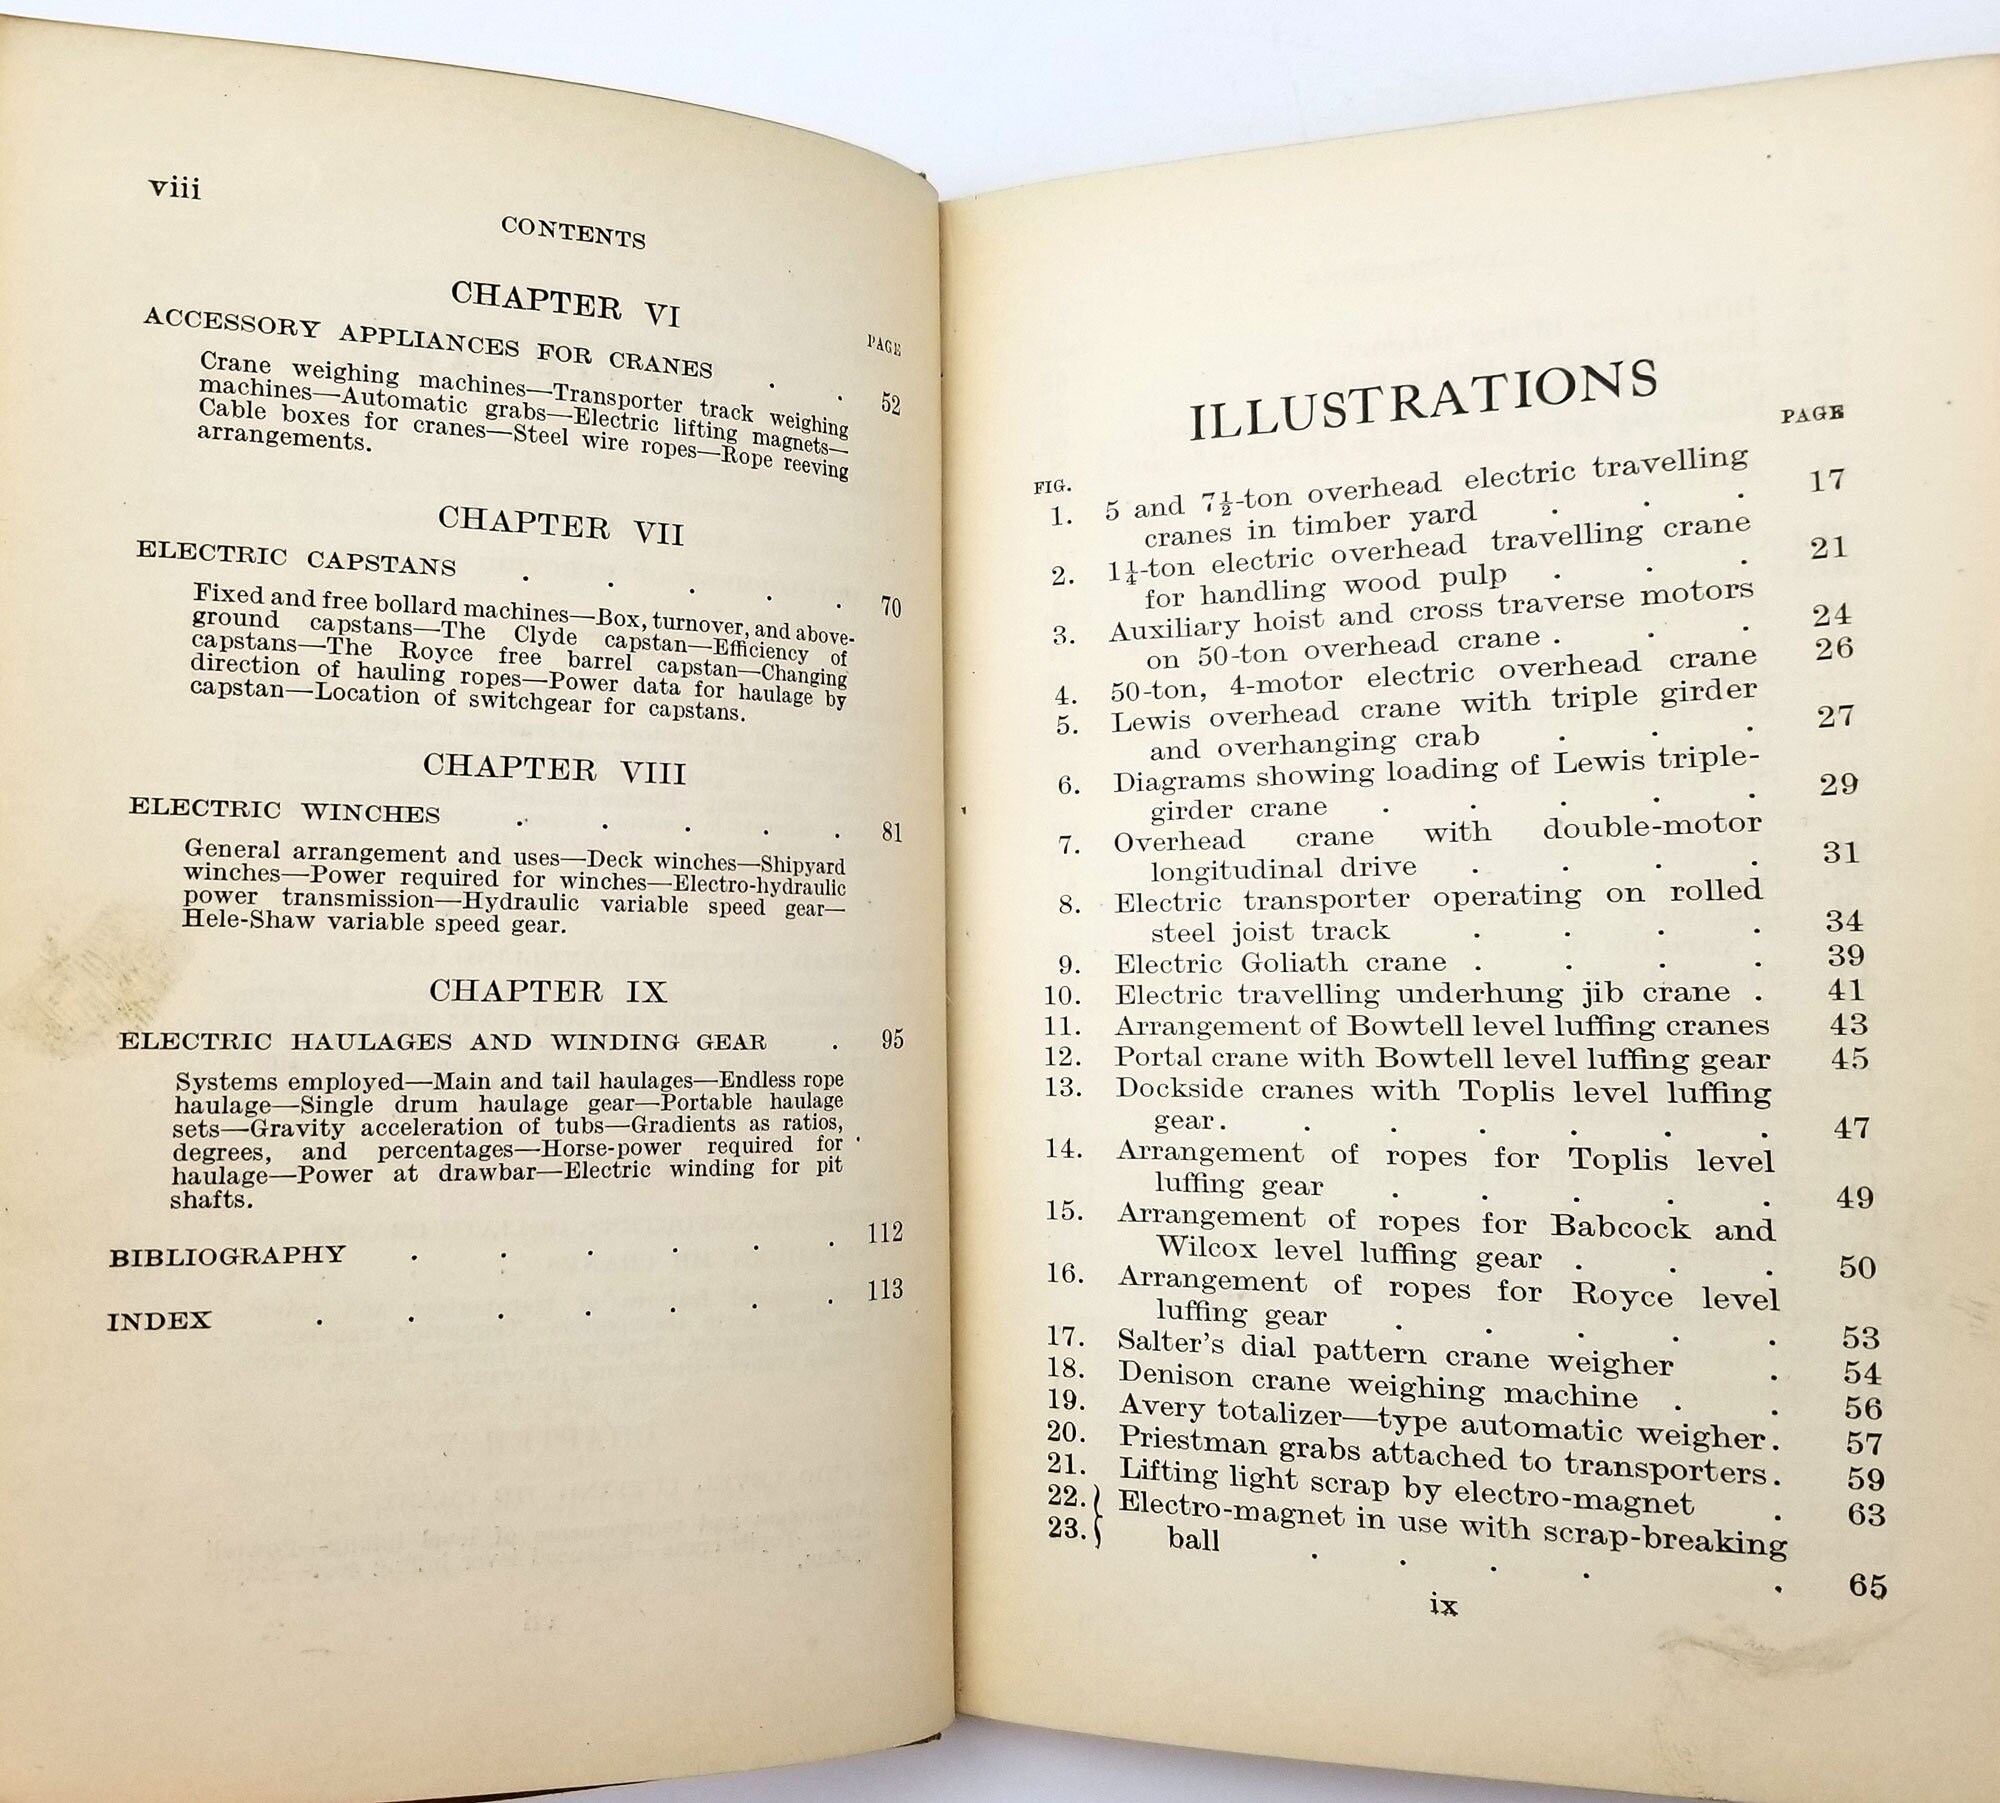 viii
CONTENTS
CHAPTER VI
PAGE
ACCESSORY APPLIANCES FOR CRANES . . 52
Crane weighing machines—Transporter track weighing
machines—Automatic grabs—Electric lifting magnets—
Cable boxes for cranes—Steel wire ropes—Rope reeving
arrangements.
CHAPTER VII
ELECTRIC CAPSTANS . . . . . 70
Fixed and free bollard machines—Box, turnover, and above-
ground capstans—The Clyde capstan—Efficiency of
capstans—The Royce free barrel capstan—Changing
direction of hauling ropes—Power data for haulage by
capstan—Location of switchgear for capstans.
CHAPTER VIII
ELECTRIC WINCHES . . . . . 81
General arrangement and uses—Deck winches—Shipyard
winches—Power required for winches—Electro-hydraulic
power transmission—Hydraulic variable speed gear—
Hele-Shaw variable speed gear.
CHAPTER IX
ELECTRIC HAULAGES AND WINDING GEAR . 95
Systems employed—Main and tail haulages—Endless rope
haulage—Single drum haulage gear—Portable haulage
sets—Gravity acceleration of tubs—Gradients as ratios,
degrees, and percentages—Horse-power required for
haulage—Power at drawbar—Electric winding for pit
shafts.
BIBLIOGRAPHY . . . . . . 112
INDEX . . . . . . . 113
ILLUSTRATIONS
FIG. PAGE
1. 5 and 7½-ton overhead electric travelling
cranes in timber yard . . . 17
2. 1¼-ton electric overhead travelling crane
for handling wood pulp . . . 21
3. Auxiliary hoist and cross traverse motors
on 50-ton overhead crane . . . 24
4. 50-ton, 4-motor electric overhead crane 26
5. Lewis overhead crane with triple girder
and overhanging crab . . . 27
6. Diagrams showing loading of Lewis triple-
girder crane . . . . . 29
7. Overhead crane with double-motor
longitudinal drive . . . . 31
8. Electric transporter operating on rolled
steel joist track . . . . 34
9. Electric Goliath crane . . . . 39
10. Electric travelling underhung jib crane . 41
11. Arrangement of Bowtell level luffing cranes 43
12. Portal crane with Bowtell level luffing gear 45
13. Dockside cranes with Toplis level luffing
gear . . . . . . . 47
14. Arrangement of ropes for Toplis level
luffing gear . . . . . 49
15. Arrangement of ropes for Babcock and
Wilcox level luffing gear . . . 50
16. Arrangement of ropes for Royce level
luffing gear . . . . . 53
17. Salter's dial pattern crane weigher . 54
18. Denison crane weighing machine . . 56
19. Avery totalizer—type automatic weigher . 57
20. Priestman grabs attached to transporters . 59
21. Lifting light scrap by electro-magnet . 63
22. } Electro-magnet in use with scrap-breaking
23. } ball . . . . . 65
ix